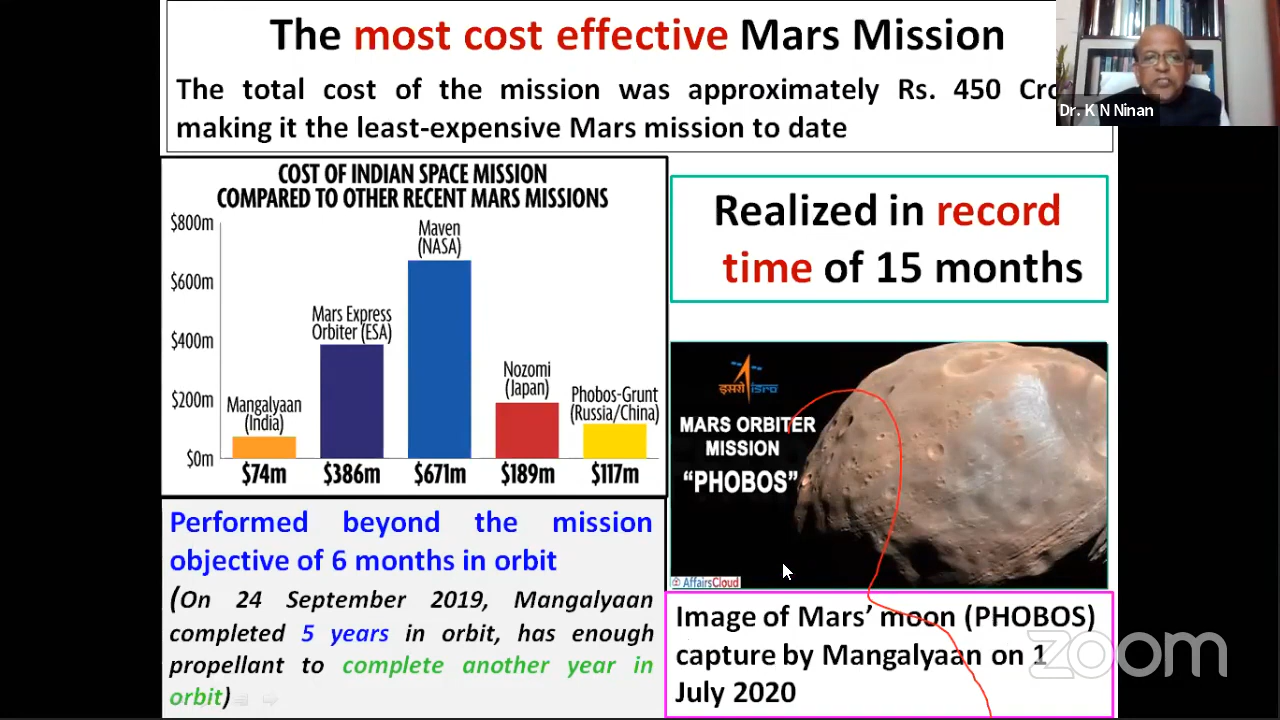 The most cost effective Mars Mission
The total cost of the mission was approximately Rs. 450 Cro
making it the least-expensive Mars mission to date
Dr. K N Ninan
COST OF INDIAN SPACE MISSION
COMPARED TO OTHER RECENT MARS MISSIONS
$800m
$600m
$400m
$200m
$0m
Mangalyaan
(India)
Mars Express
Orbiter (ESA)
Maven
(NASA)
Nozomi
(Japan)
Phobos-Grunt
(Russia/China)
$74m $386m $671m $189m $117m
Realized in record
time of 15 months
इसरो isro
MARS ORBITER
MISSION
“PHOBOS”
AffairsCloud
Performed beyond the mission
objective of 6 months in orbit
(On 24 September 2019, Mangalyaan
completed 5 years in orbit, has enough
propellant to complete another year in
orbit)
Image of Mars’ moon (PHOBOS)
capture by Mangalyaan on 1
July 2020
zoom